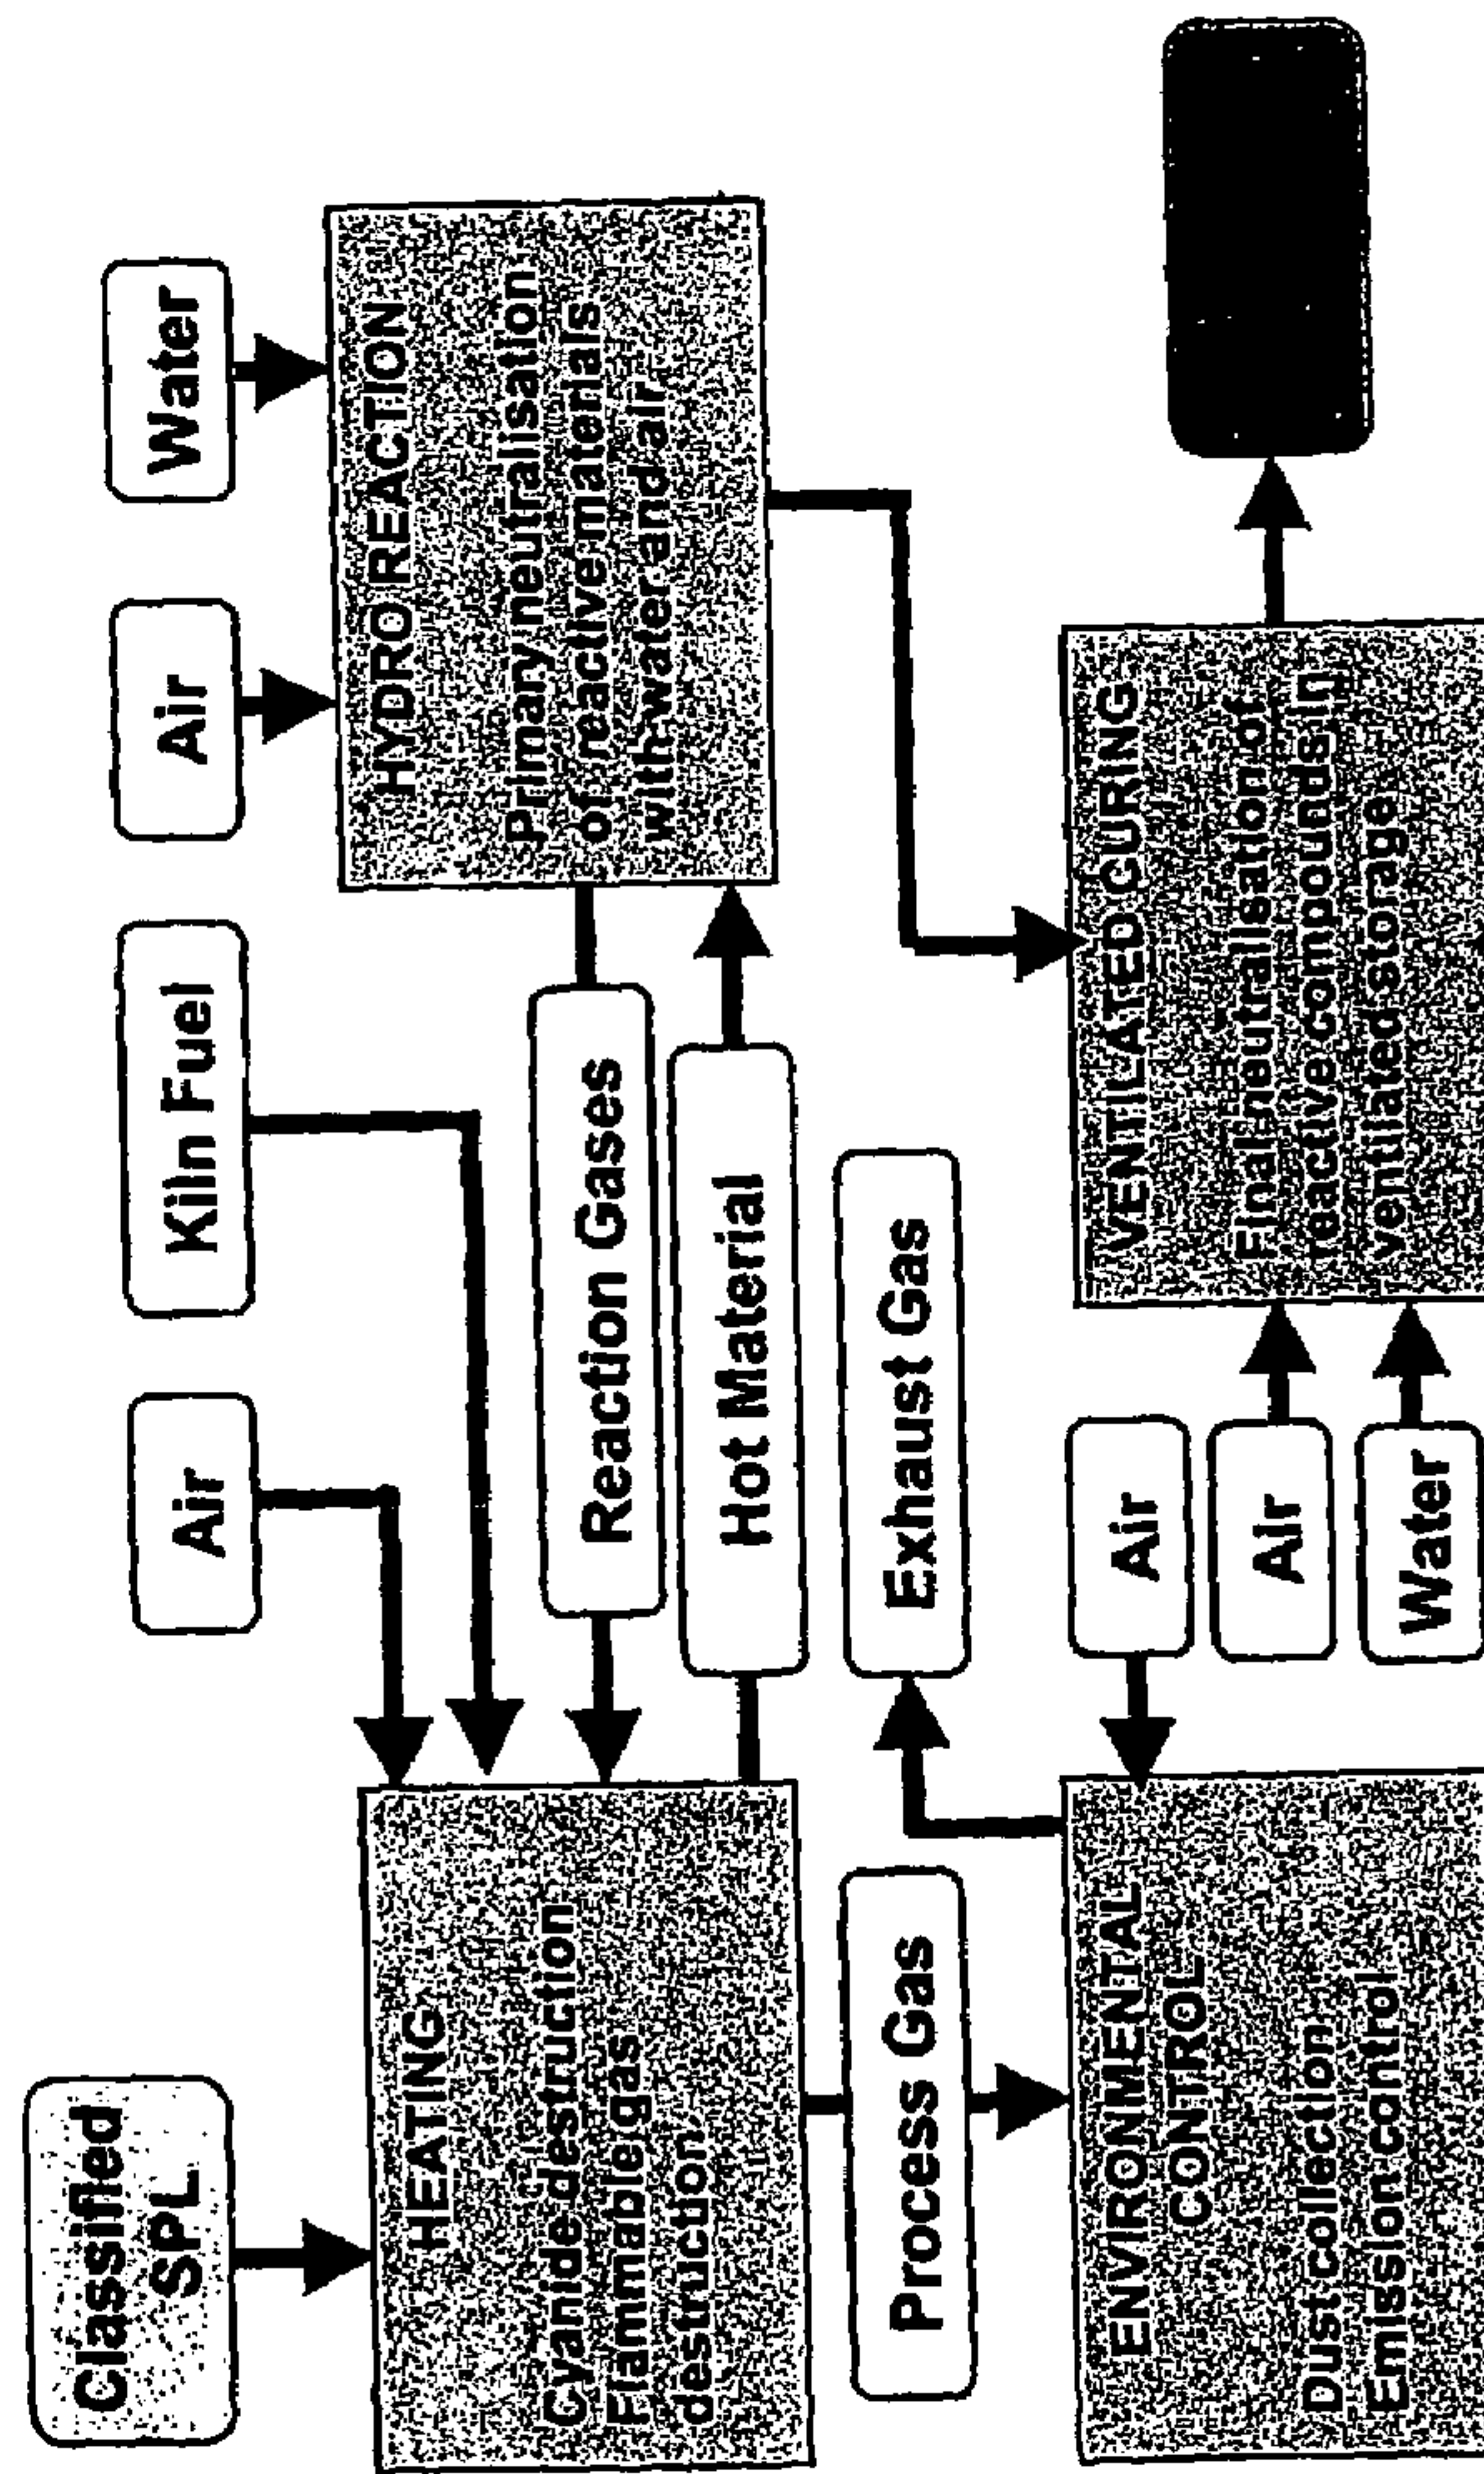 Classified
SPL
Air
Kiln Fuel
Air
Water
HEATING
Cyanide destruction
Flammable gas
destruction
Reaction Gases
Hot Material
HYDRO REACTION
Primary neutralisation
of reactive materials
with water and air
Process Gas
Exhaust Gas
ENVIRONMENTAL
CONTROL
Dust collection
Emission control
Air
Air
Water
VENTILATED CURING
Final neutralisation of
reactive compounds in
ventilated storage